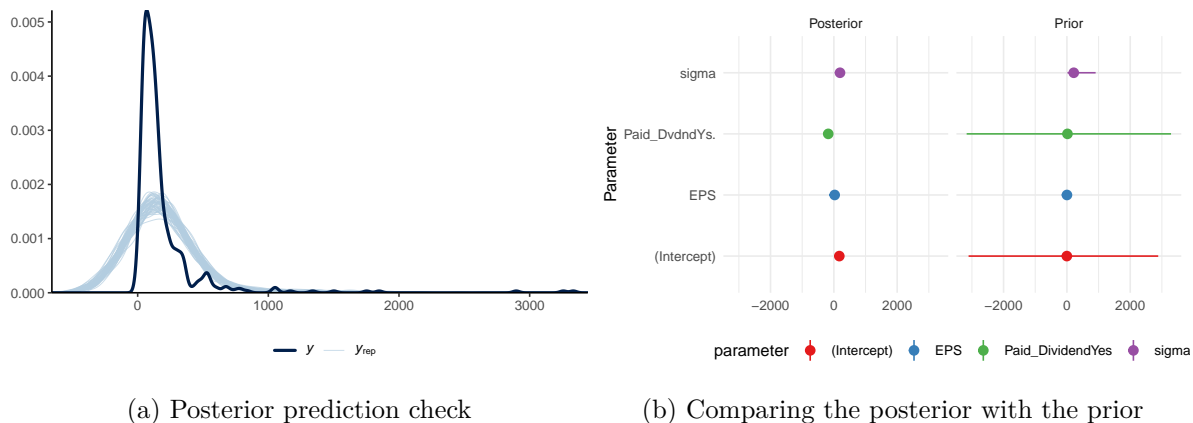 0.005
0.004
0.003
0.002
0.001
0.000
0 1000 2000 3000
y yrep
Posterior Prior
Parameter
sigma
Paid_DvdndYs.
EPS
(Intercept)
−2000 0 2000 −2000 0 2000
parameter (Intercept) EPS Paid_DividendYes sigma
(a) Posterior prediction check
(b) Comparing the posterior with the prior